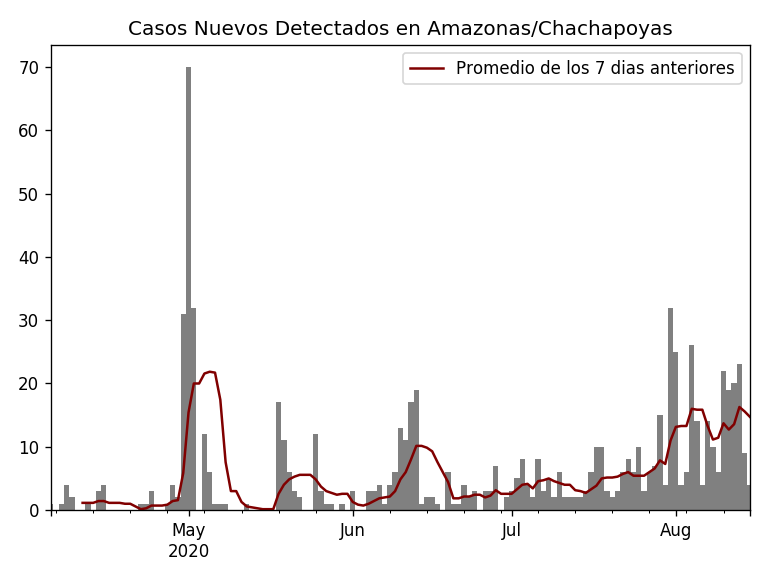 Casos Nuevos Detectados en Amazonas/Chachapoyas
Promedio de los 7 dias anteriores
70
60
50
40
30
20
10
0
May
2020
Jun
Jul
Aug